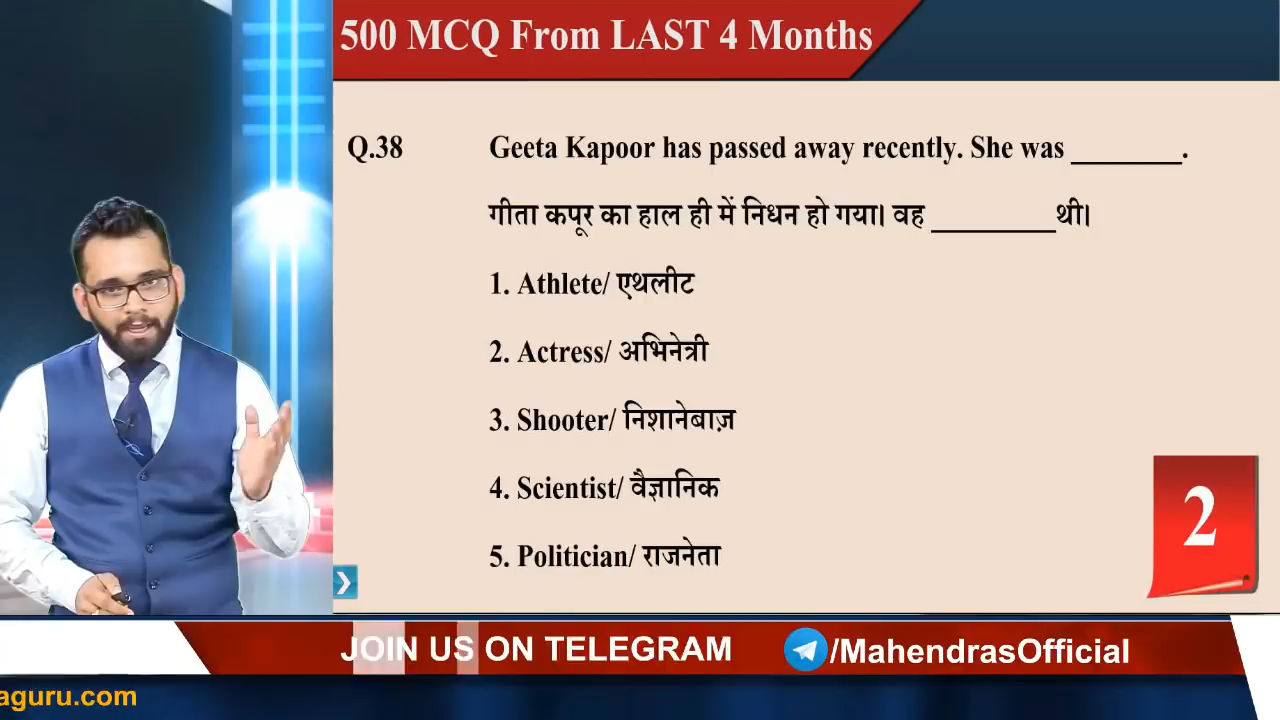 500 MCQ From LAST 4 Months
Q.38 Geeta Kapoor has passed away recently. She was ________.
गीता कपूर का हाल ही में निधन हो गया। वह _________थी।
1. Athlete/ एथलीट
2. Actress/ अभिनेत्री
3. Shooter/ निशानेबाज़
4. Scientist/ वैज्ञानिक
5. Politician/ राजनेता
2
JOIN US ON TELEGRAM /MahendrasOfficial
aguru.com